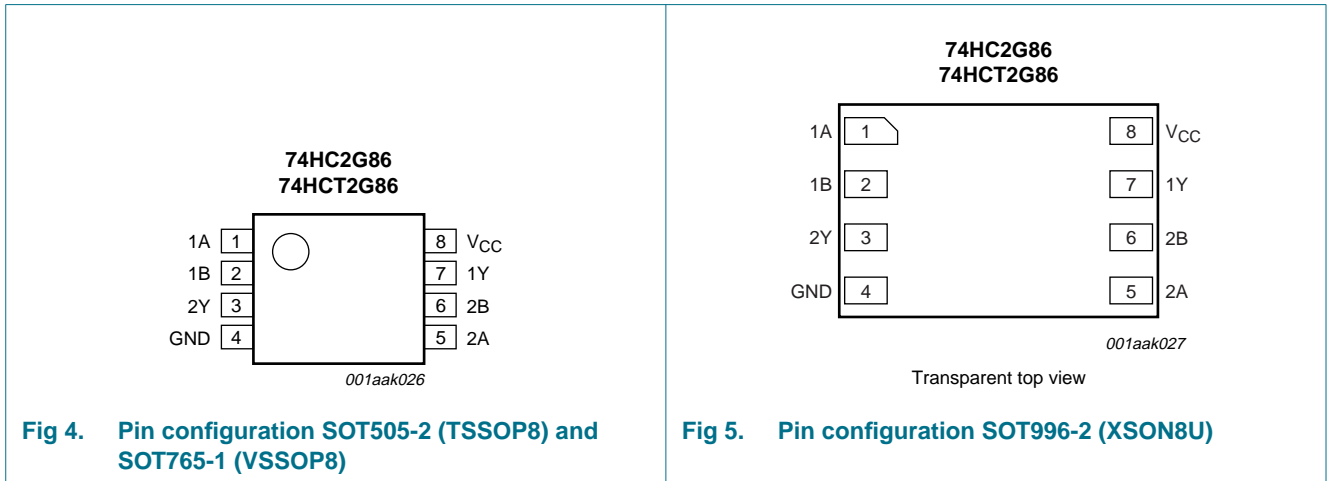 74HC2G86
74HCT2G86
1A 1 8 VCC
1B 2 7 1Y
2Y 3 6 2B
GND 4 5 2A
001aak026
Fig 4. Pin configuration SOT505-2 (TSSOP8) and
SOT765-1 (VSSOP8)
74HC2G86
74HCT2G86
1A 1 8 VCC
1B 2 7 1Y
2Y 3 6 2B
GND 4 5 2A
001aak027
Transparent top view
Fig 5. Pin configuration SOT996-2 (XSON8U)